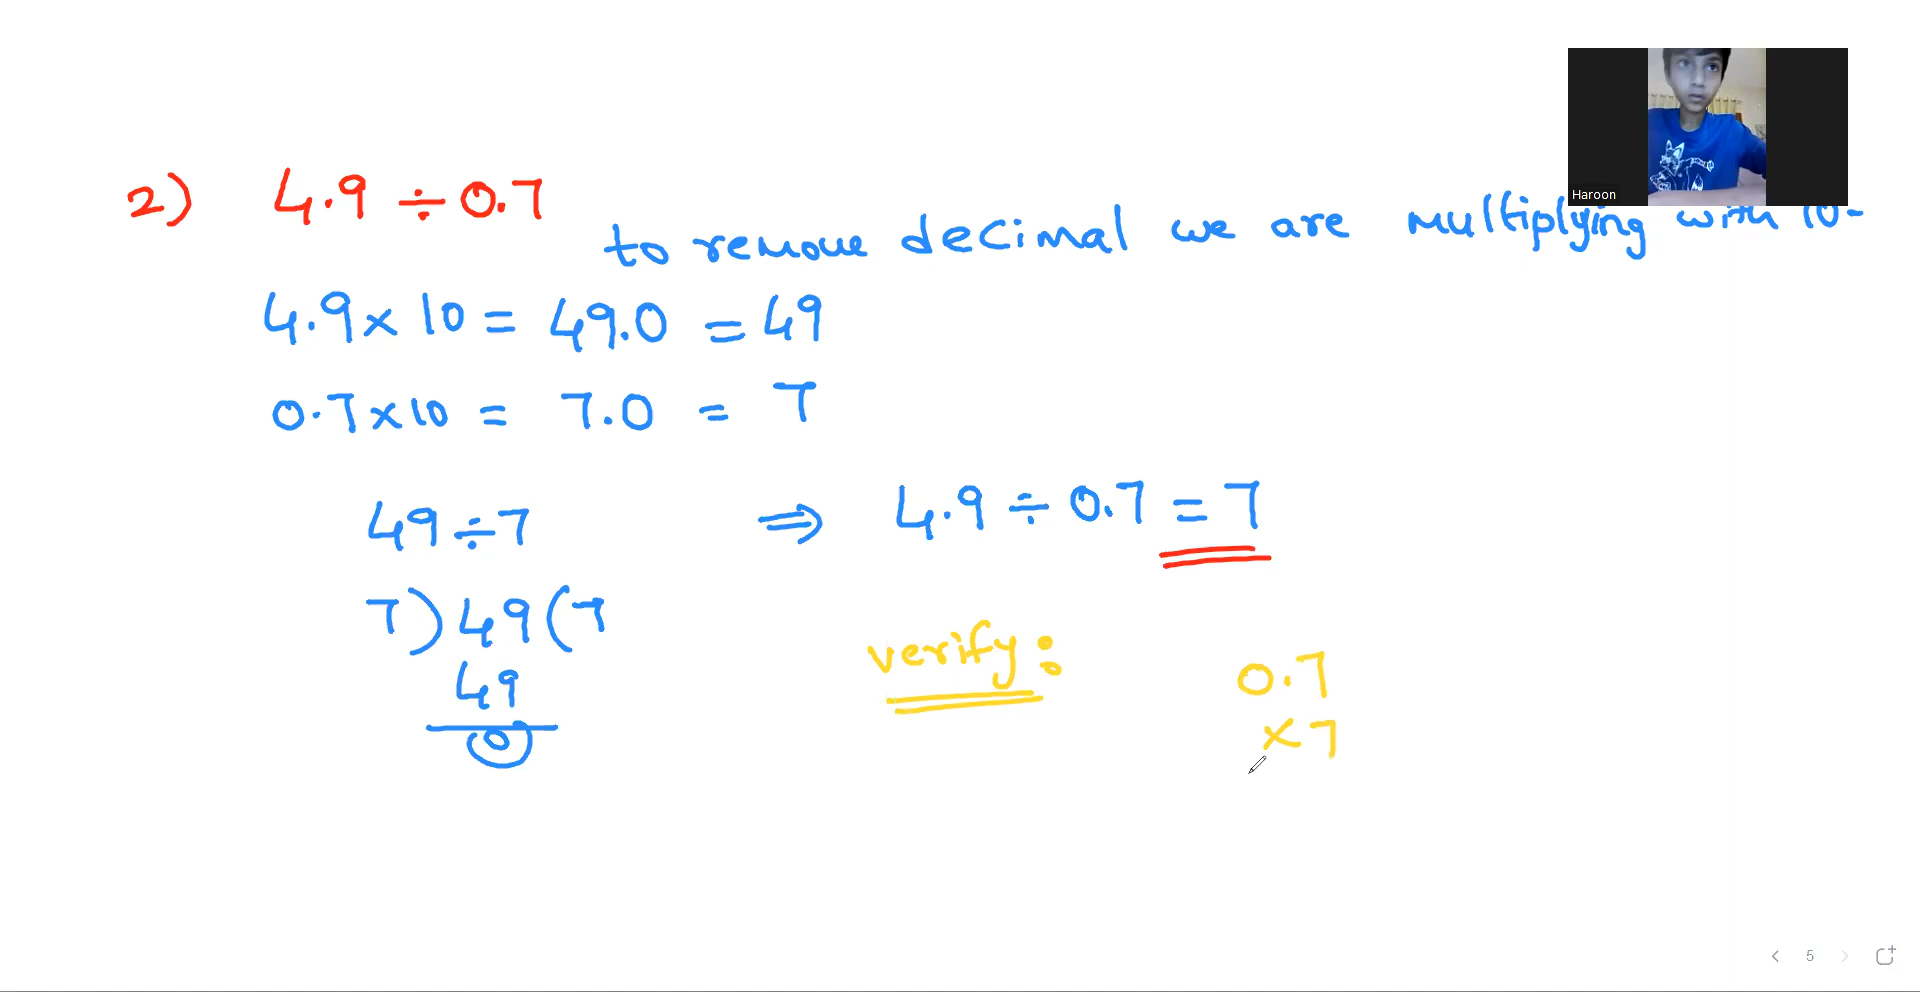 Haroon
2) 4.9 ÷ 0.7
to remove decimal we are multiplying with 10-
4.9 × 10 = 49.0 = 49
0.7 × 10 = 7.0 = 7
49 ÷ 7 ⇒ 4.9 ÷ 0.7 = 7
7 ) 49 ( 7
49
0
verify:
0.7
× 7
5